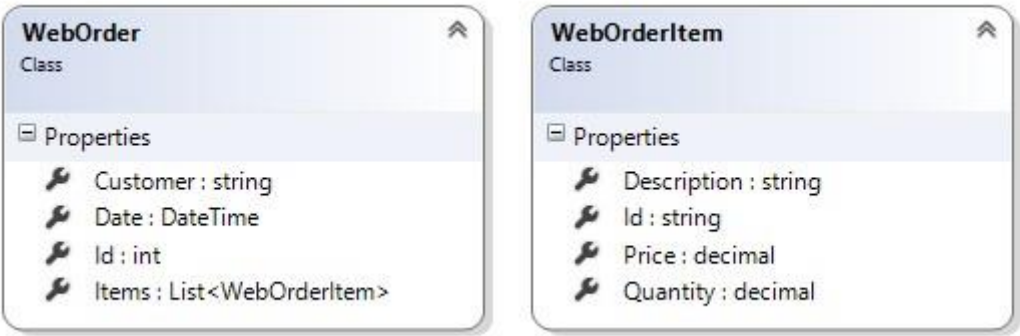 WebOrder
Class
Properties
Customer : string
Date : DateTime
Id : int
Items : List<WebOrderItem>
WebOrderItem
Class
Properties
Description : string
Id : string
Price : decimal
Quantity : decimal